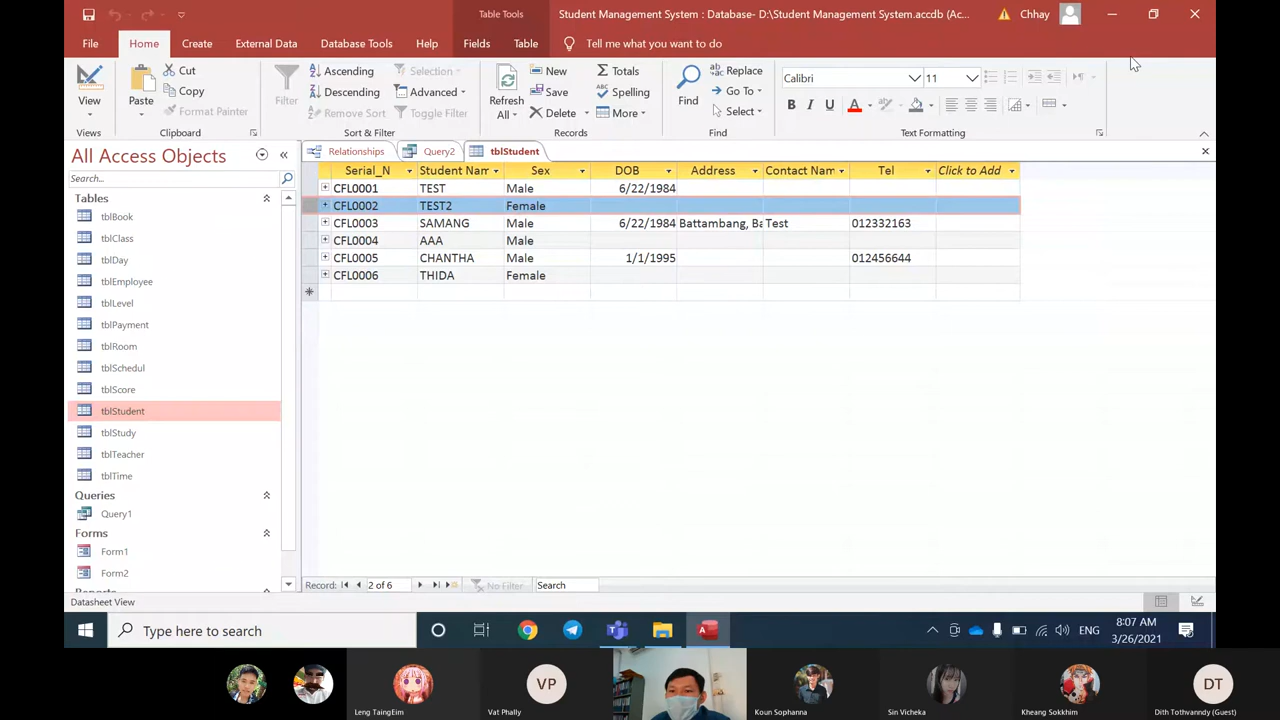 Table Tools
Student Management System : Database- D:\Student Management System.accdb (Ac...
Chhay
File
Home
Create
External Data
Database Tools
Help
Fields
Table
Tell me what you want to do
View
Views
Paste
Cut
Copy
Format Painter
Clipboard
Filter
Ascending
Descending
Remove Sort
Selection
Advanced
Toggle Filter
Sort & Filter
Refresh All
New
Save
Delete
Totals
Spelling
More
Records
Find
Replace
Go To
Select
Find
Calibri
11
B I U A
Text Formatting
All Access Objects
Search...
Tables
tblBook
tblClass
tblDay
tblEmployee
tblLevel
tblPayment
tblRoom
tblSchedul
tblScore
tblStudent
tblStudy
tblTeacher
tblTime
Queries
Query1
Forms
Form1
Form2
Relationships
Query2
tblStudent
Serial_N Student Nam Sex DOB Address Contact Nam Tel Click to Add
CFL0001 TEST Male 6/22/1984
CFL0002 TEST2 Female
CFL0003 SAMANG Male 6/22/1984 Battambang, Ba Test 012332163
CFL0004 AAA Male
CFL0005 CHANTHA Male 1/1/1995 012456644
CFL0006 THIDA Female
Record: 2 of 6 No Filter Search
Datasheet View
Type here to search
ENG
8:07 AM
3/26/2021
Leng TaingEim
VP
Vat Phally
Koun Sophanna
Sin Vicheka
Kheang Sokkhim
DT
Dith Tothvanndy (Guest)